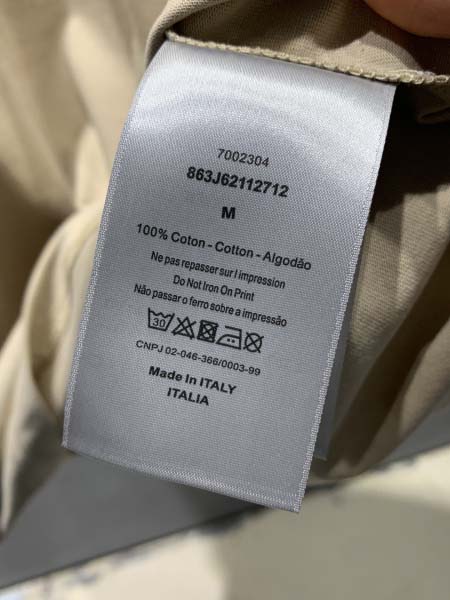 7002304
863J62112712
M
100% Coton - Cotton - Algodão
Ne pas repasser sur l impression
Do Not Iron On Print
Não passar o ferro sobre a impressão
30
CNPJ 02-046-366/0003-99
Made In ITALY
ITALIA